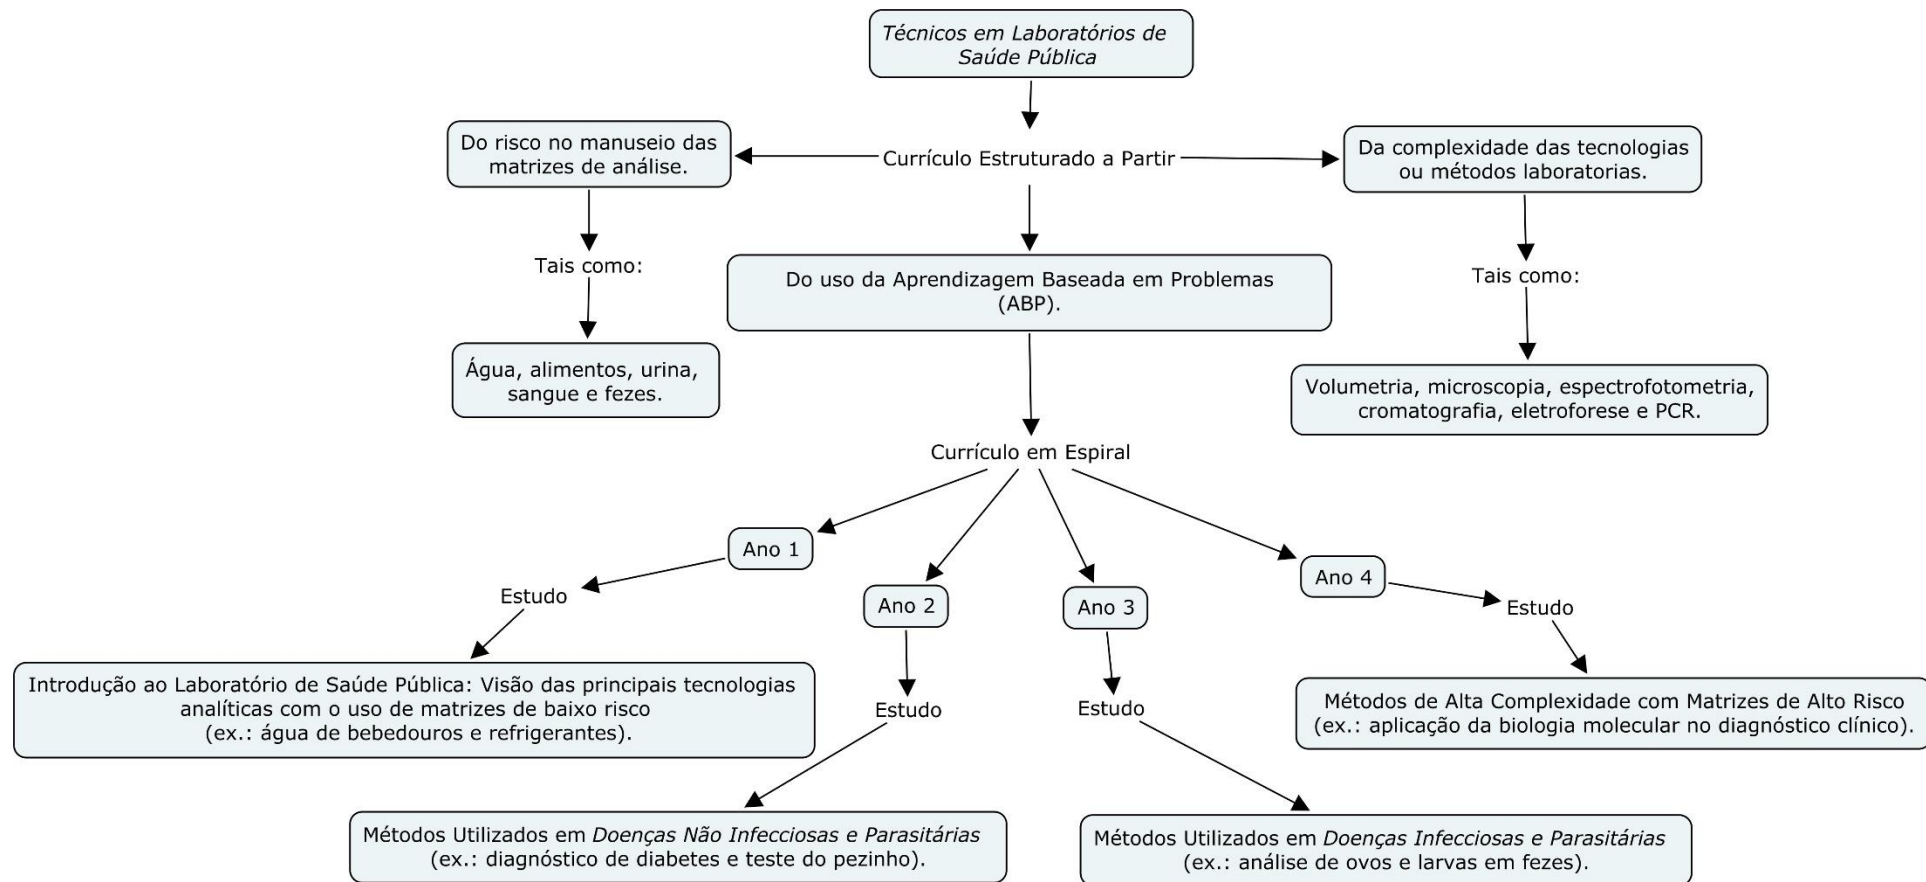 Técnicos em Laboratórios de
Saúde Pública
Do risco no manuseio das
matrizes de análise.
Currículo Estruturado a Partir
Da complexidade das tecnologias
ou métodos laboratorias.
Tais como:
Do uso da Aprendizagem Baseada em Problemas
(ABP).
Tais como:
Água, alimentos, urina,
sangue e fezes.
Volumetria, microscopia, espectrofotometria,
cromatografia, eletroforese e PCR.
Currículo em Espiral
Ano 1
Ano 2
Ano 3
Ano 4
Estudo
Estudo
Estudo
Estudo
Introdução ao Laboratório de Saúde Pública: Visão das principais tecnologias
analíticas com o uso de matrizes de baixo risco
(ex.: água de bebedouros e refrigerantes).
Métodos de Alta Complexidade com Matrizes de Alto Risco
(ex.: aplicação da biologia molecular no diagnóstico clínico).
Métodos Utilizados em Doenças Não Infecciosas e Parasitárias
(ex.: diagnóstico de diabetes e teste do pezinho).
Métodos Utilizados em Doenças Infecciosas e Parasitárias
(ex.: análise de ovos e larvas em fezes).